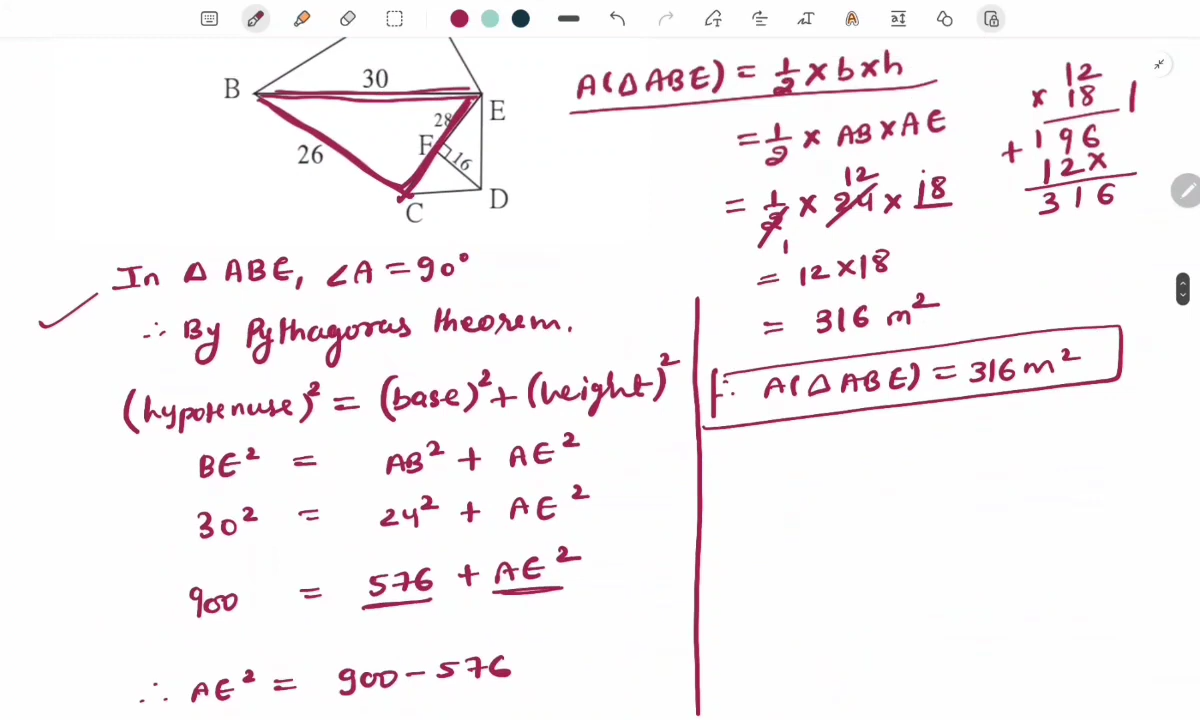 B
30
E
28
F
16
26
D
C
In Δ ABE, ∠A = 90°
∴ By Pythagoras theorem.
(hypotenuse)² = (base)² + (height)²
BE² = AB² + AE²
30² = 24² + AE²
900 = 576 + AE²
∴ AE² = 900 - 576
A(Δ ABE) = 1/2 × b × h
= 1/2 × AB × AE
12
= 1/2 × 24 × 18
1
= 12 × 18
= 316 m²
∴ A(Δ ABE) = 316 m²
12
× 18 1
+ 196
12×
316